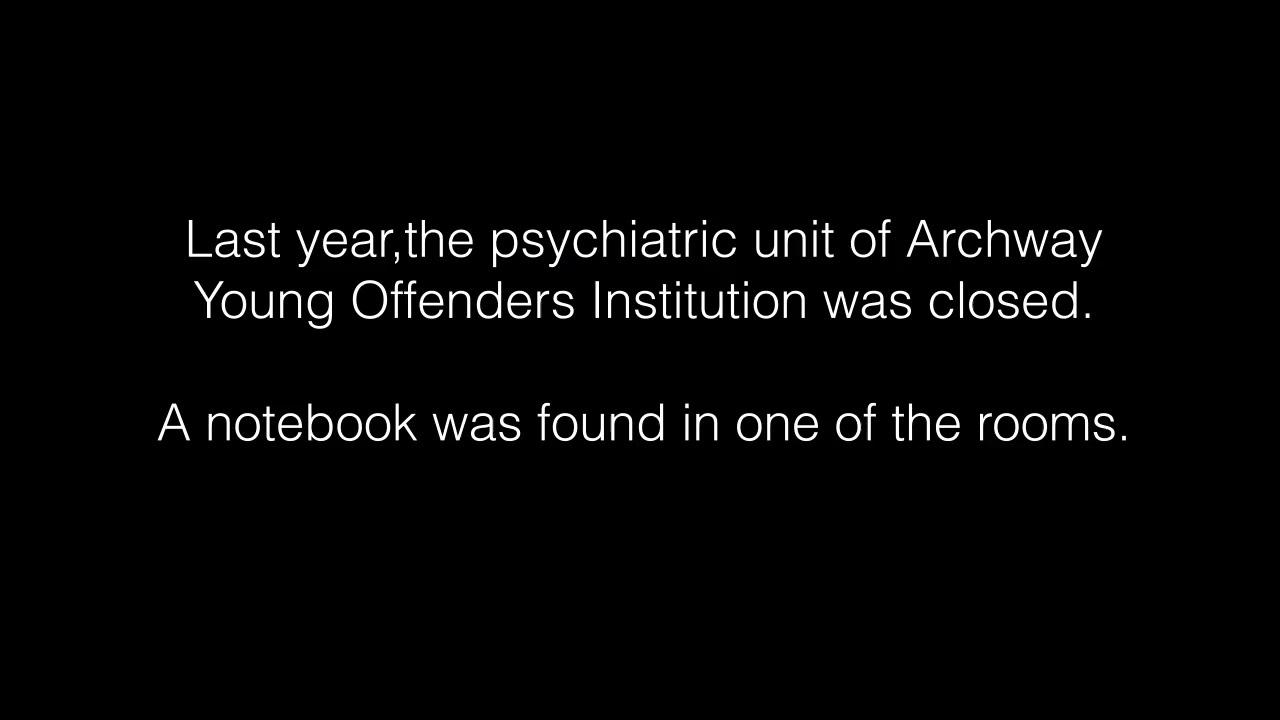 Last year,the psychiatric unit of Archway
Young Offenders Institution was closed.
A notebook was found in one of the rooms.